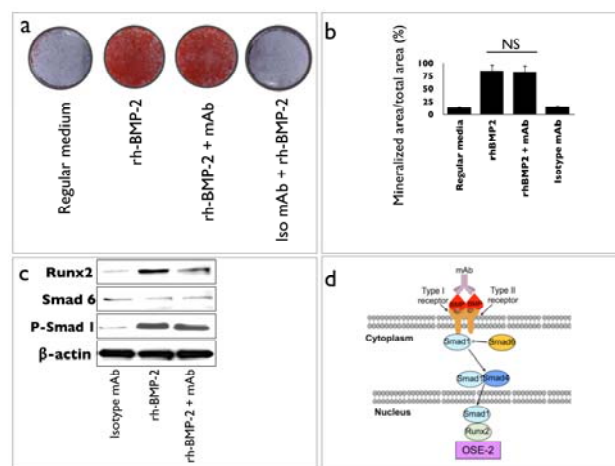 a
Regular medium
rh-BMP-2
rh-BMP-2 + mAb
Iso mAb + rh-BMP-2
b
NS
Mineralized area/total area (%)
100
75
50
25
0
Regular media
rhBMP2
rhBMP2 + mAb
Isotype mAb
c
Runx2
Smad 6
P-Smad 1
β-actin
Isotype mAb
rh-BMP-2
rh-BMP-2 + mAb
d
mAb
Type I receptor
Type II receptor
Cytoplasm
Smad1
Smad6
Smad1
Smad4
Nucleus
Smad1
Runx2
OSE-2